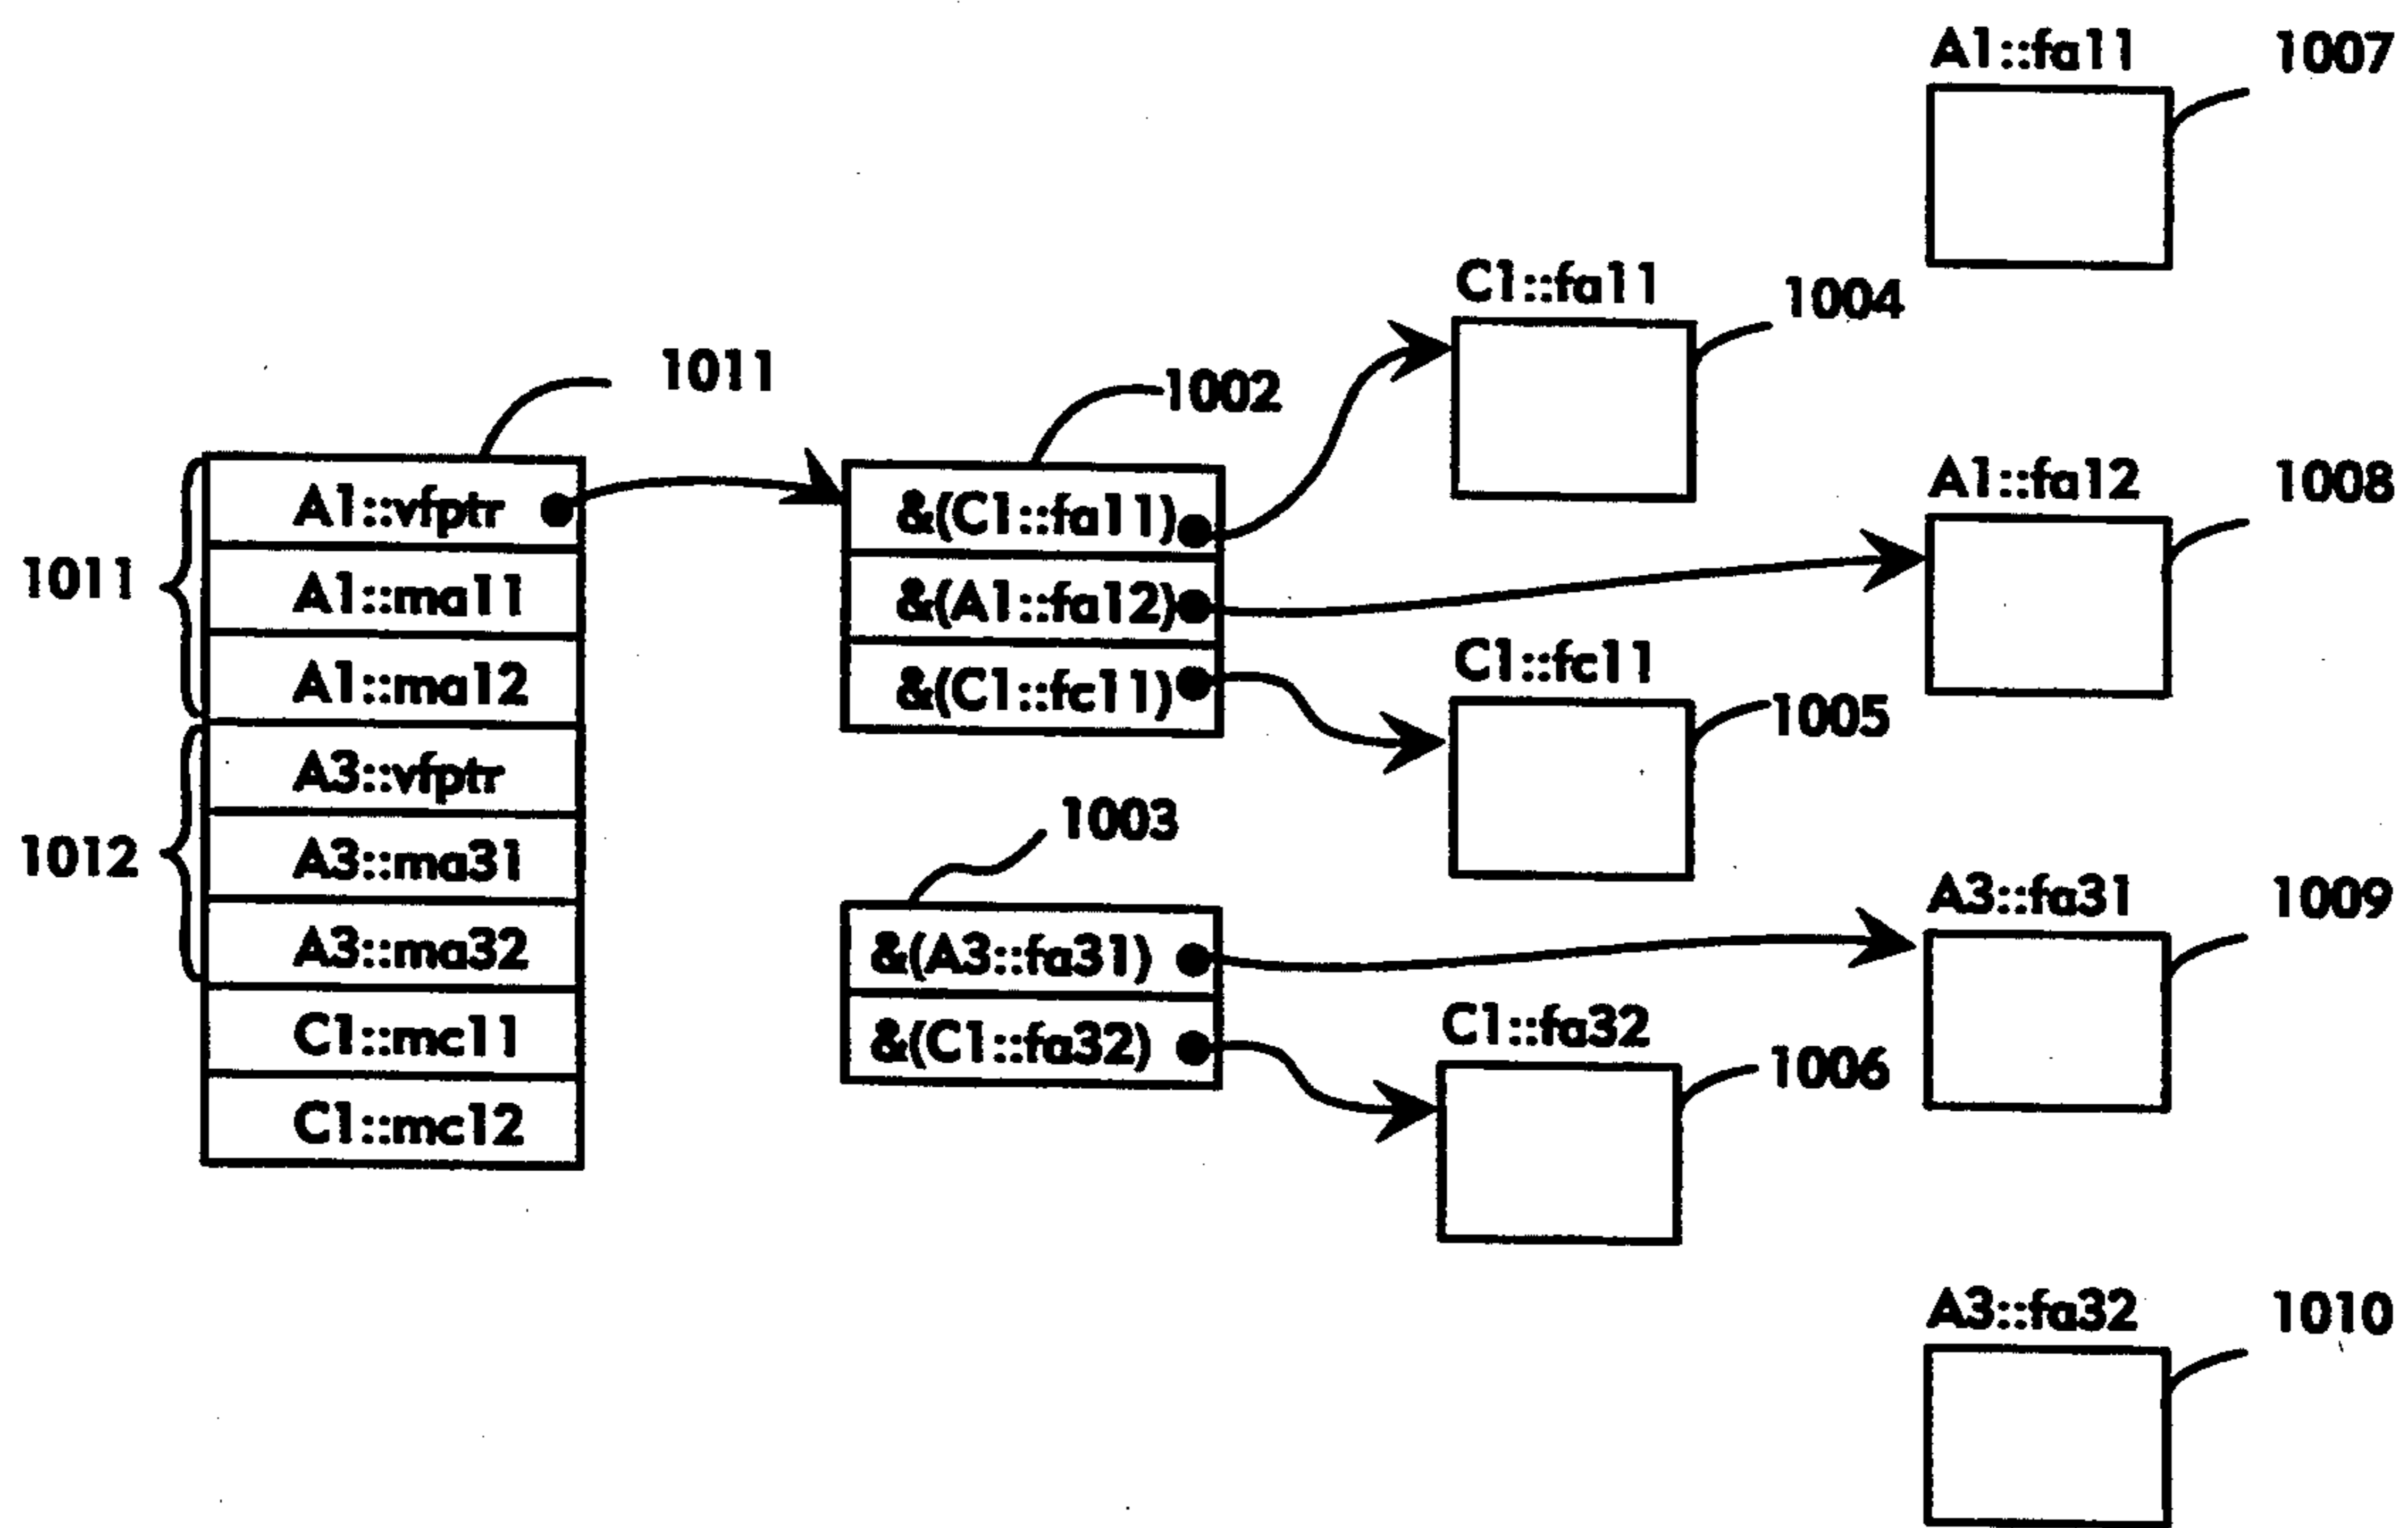 A1::fa11
1007
C1::fa11
1004
1011
1002
A1::vfptr
A1::ma11
A1::ma12
A3::vfptr
A3::ma31
A3::ma32
C1::mc11
C1::mc12
1011
1012
&(C1::fa11)
&(A1::fa12)
&(C1::fc11)
A1::fa12
1008
C1::fc11
1005
1003
&(A3::fa31)
&(C1::fa32)
A3::fa31
1009
C1::fa32
1006
A3::fa32
1010